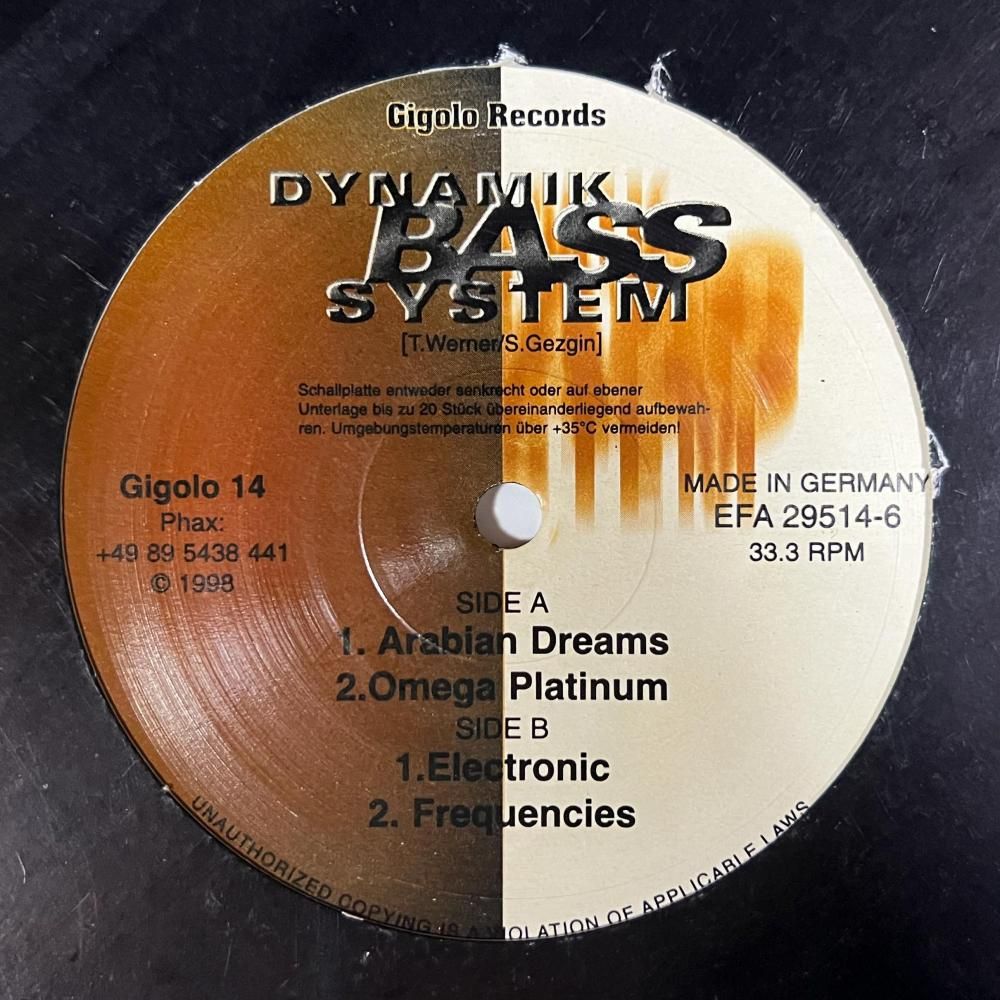 Gigolo Records
DYNAMIK
BASS
SYSTEM
[T.Werner/S.Gezgin]
Schallplatte entweder senkrecht oder auf ebener
Unterlage bis zu 20 Stück übereinanderliegend aufbewah-
ren. Umgebungstemperaturen über +35°C vermeiden!
Gigolo 14
Phax:
+49 89 5438 441
© 1998
MADE IN GERMANY
EFA 29514-6
33.3 RPM
SIDE A
1. Arabian Dreams
2.Omega Platinum
SIDE B
1.Electronic
2. Frequencies
UNAUTHORIZED COPYING IS A VIOLATION OF APPLICABLE LAWS